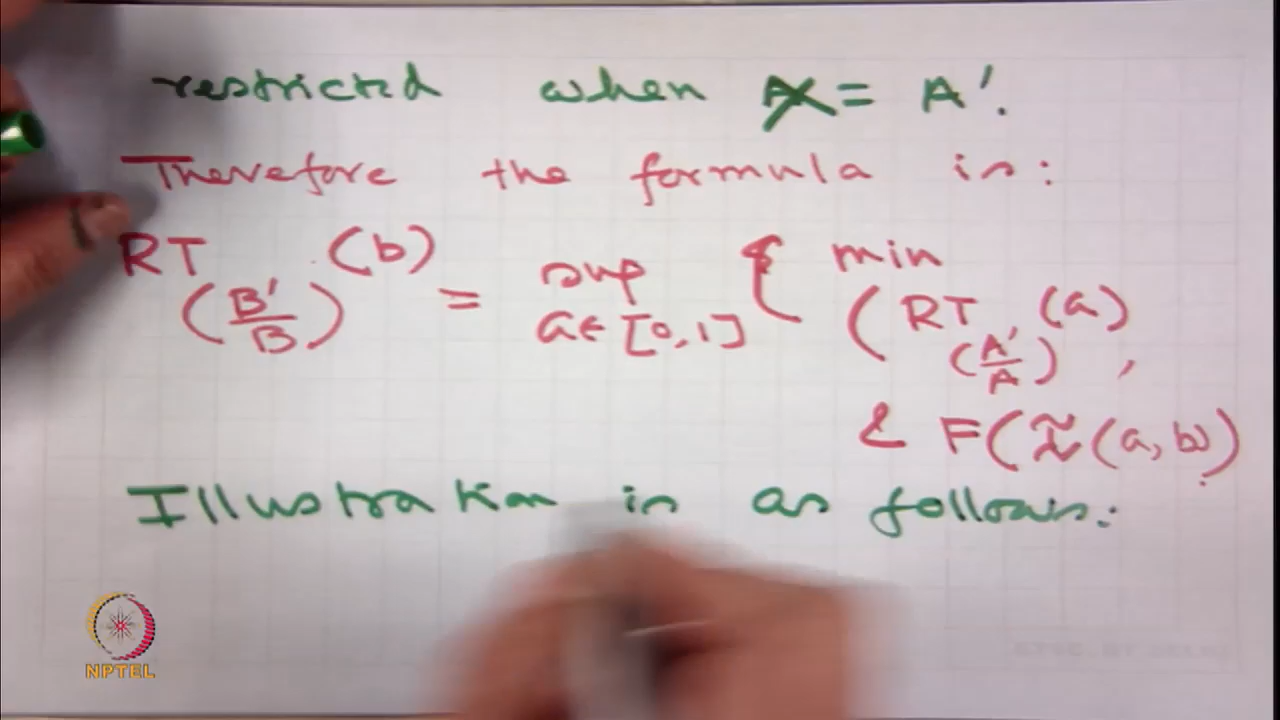 restricted when X = A'.
Therefore the formula is:
RT (B'/B) (b) = sup a∈[0,1] { min
( RT (A'/A) (a) ,
& F(≈(a,b))
Illustration is as follows:
NPTEL